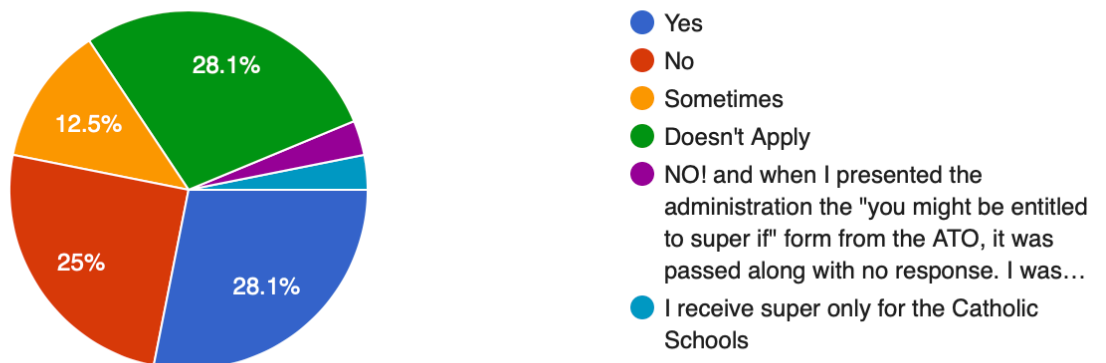 28.1%
12.5%
25%
28.1%
Yes
No
Sometimes
Doesn't Apply
NO! and when I presented the
administration the "you might be entitled
to super if" form from the ATO, it was
passed along with no response. I was…
I receive super only for the Catholic
Schools